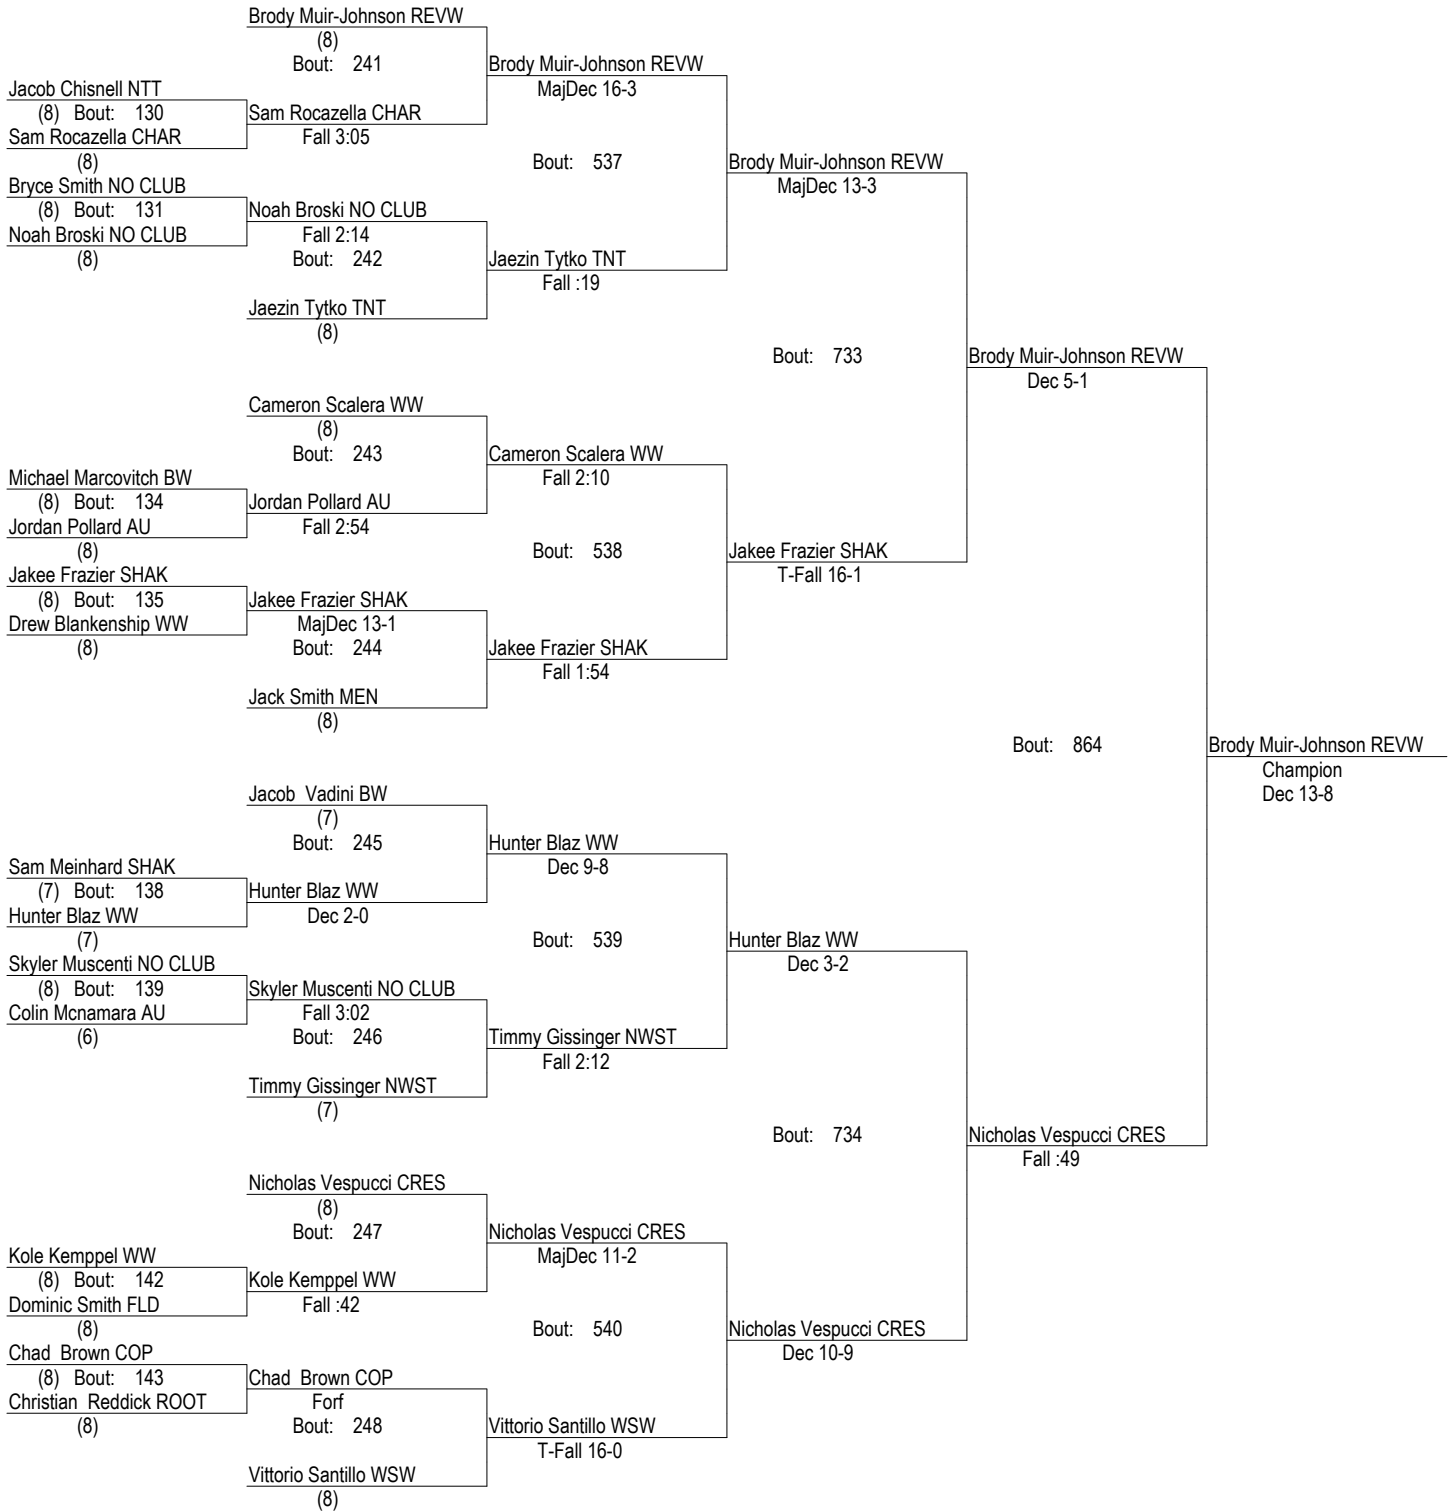 Brody Muir-Johnson REVW
(8)
Bout: 241
Brody Muir-Johnson REVW
MajDec 16-3
Jacob Chisnell NTT
(8) Bout: 130
Sam Rocazella CHAR
Fall 3:05
Sam Rocazella CHAR
(8)
Bout: 537
Brody Muir-Johnson REVW
MajDec 13-3
Bryce Smith NO CLUB
(8) Bout: 131
Noah Broski NO CLUB
Fall 2:14
Noah Broski NO CLUB
(8)
Bout: 242
Jaezin Tytko TNT
Fall :19
Jaezin Tytko TNT
(8)
Bout: 733
Brody Muir-Johnson REVW
Dec 5-1
Cameron Scalera WW
(8)
Bout: 243
Cameron Scalera WW
Fall 2:10
Michael Marcovitch BW
(8) Bout: 134
Jordan Pollard AU
Fall 2:54
Jordan Pollard AU
(8)
Bout: 538
Jakee Frazier SHAK
T-Fall 16-1
Jakee Frazier SHAK
(8) Bout: 135
Jakee Frazier SHAK
MajDec 13-1
Drew Blankenship WW
(8)
Bout: 244
Jakee Frazier SHAK
Fall 1:54
Jack Smith MEN
(8)
Bout: 864
Brody Muir-Johnson REVW
Champion
Dec 13-8
Jacob Vadini BW
(7)
Bout: 245
Hunter Blaz WW
Dec 9-8
Sam Meinhard SHAK
(7) Bout: 138
Hunter Blaz WW
Dec 2-0
Hunter Blaz WW
(7)
Bout: 539
Hunter Blaz WW
Dec 3-2
Skyler Muscenti NO CLUB
(8) Bout: 139
Skyler Muscenti NO CLUB
Fall 3:02
Colin Mcnamara AU
(6)
Bout: 246
Timmy Gissinger NWST
Fall 2:12
Timmy Gissinger NWST
(7)
Bout: 734
Nicholas Vespucci CRES
Fall :49
Nicholas Vespucci CRES
(8)
Bout: 247
Nicholas Vespucci CRES
MajDec 11-2
Kole Kemppel WW
(8) Bout: 142
Kole Kemppel WW
Fall :42
Dominic Smith FLD
(8)
Bout: 540
Nicholas Vespucci CRES
Dec 10-9
Chad Brown COP
(8) Bout: 143
Chad Brown COP
Forf
Christian Reddick ROOT
(8)
Bout: 248
Vittorio Santillo WSW
T-Fall 16-0
Vittorio Santillo WSW
(8)